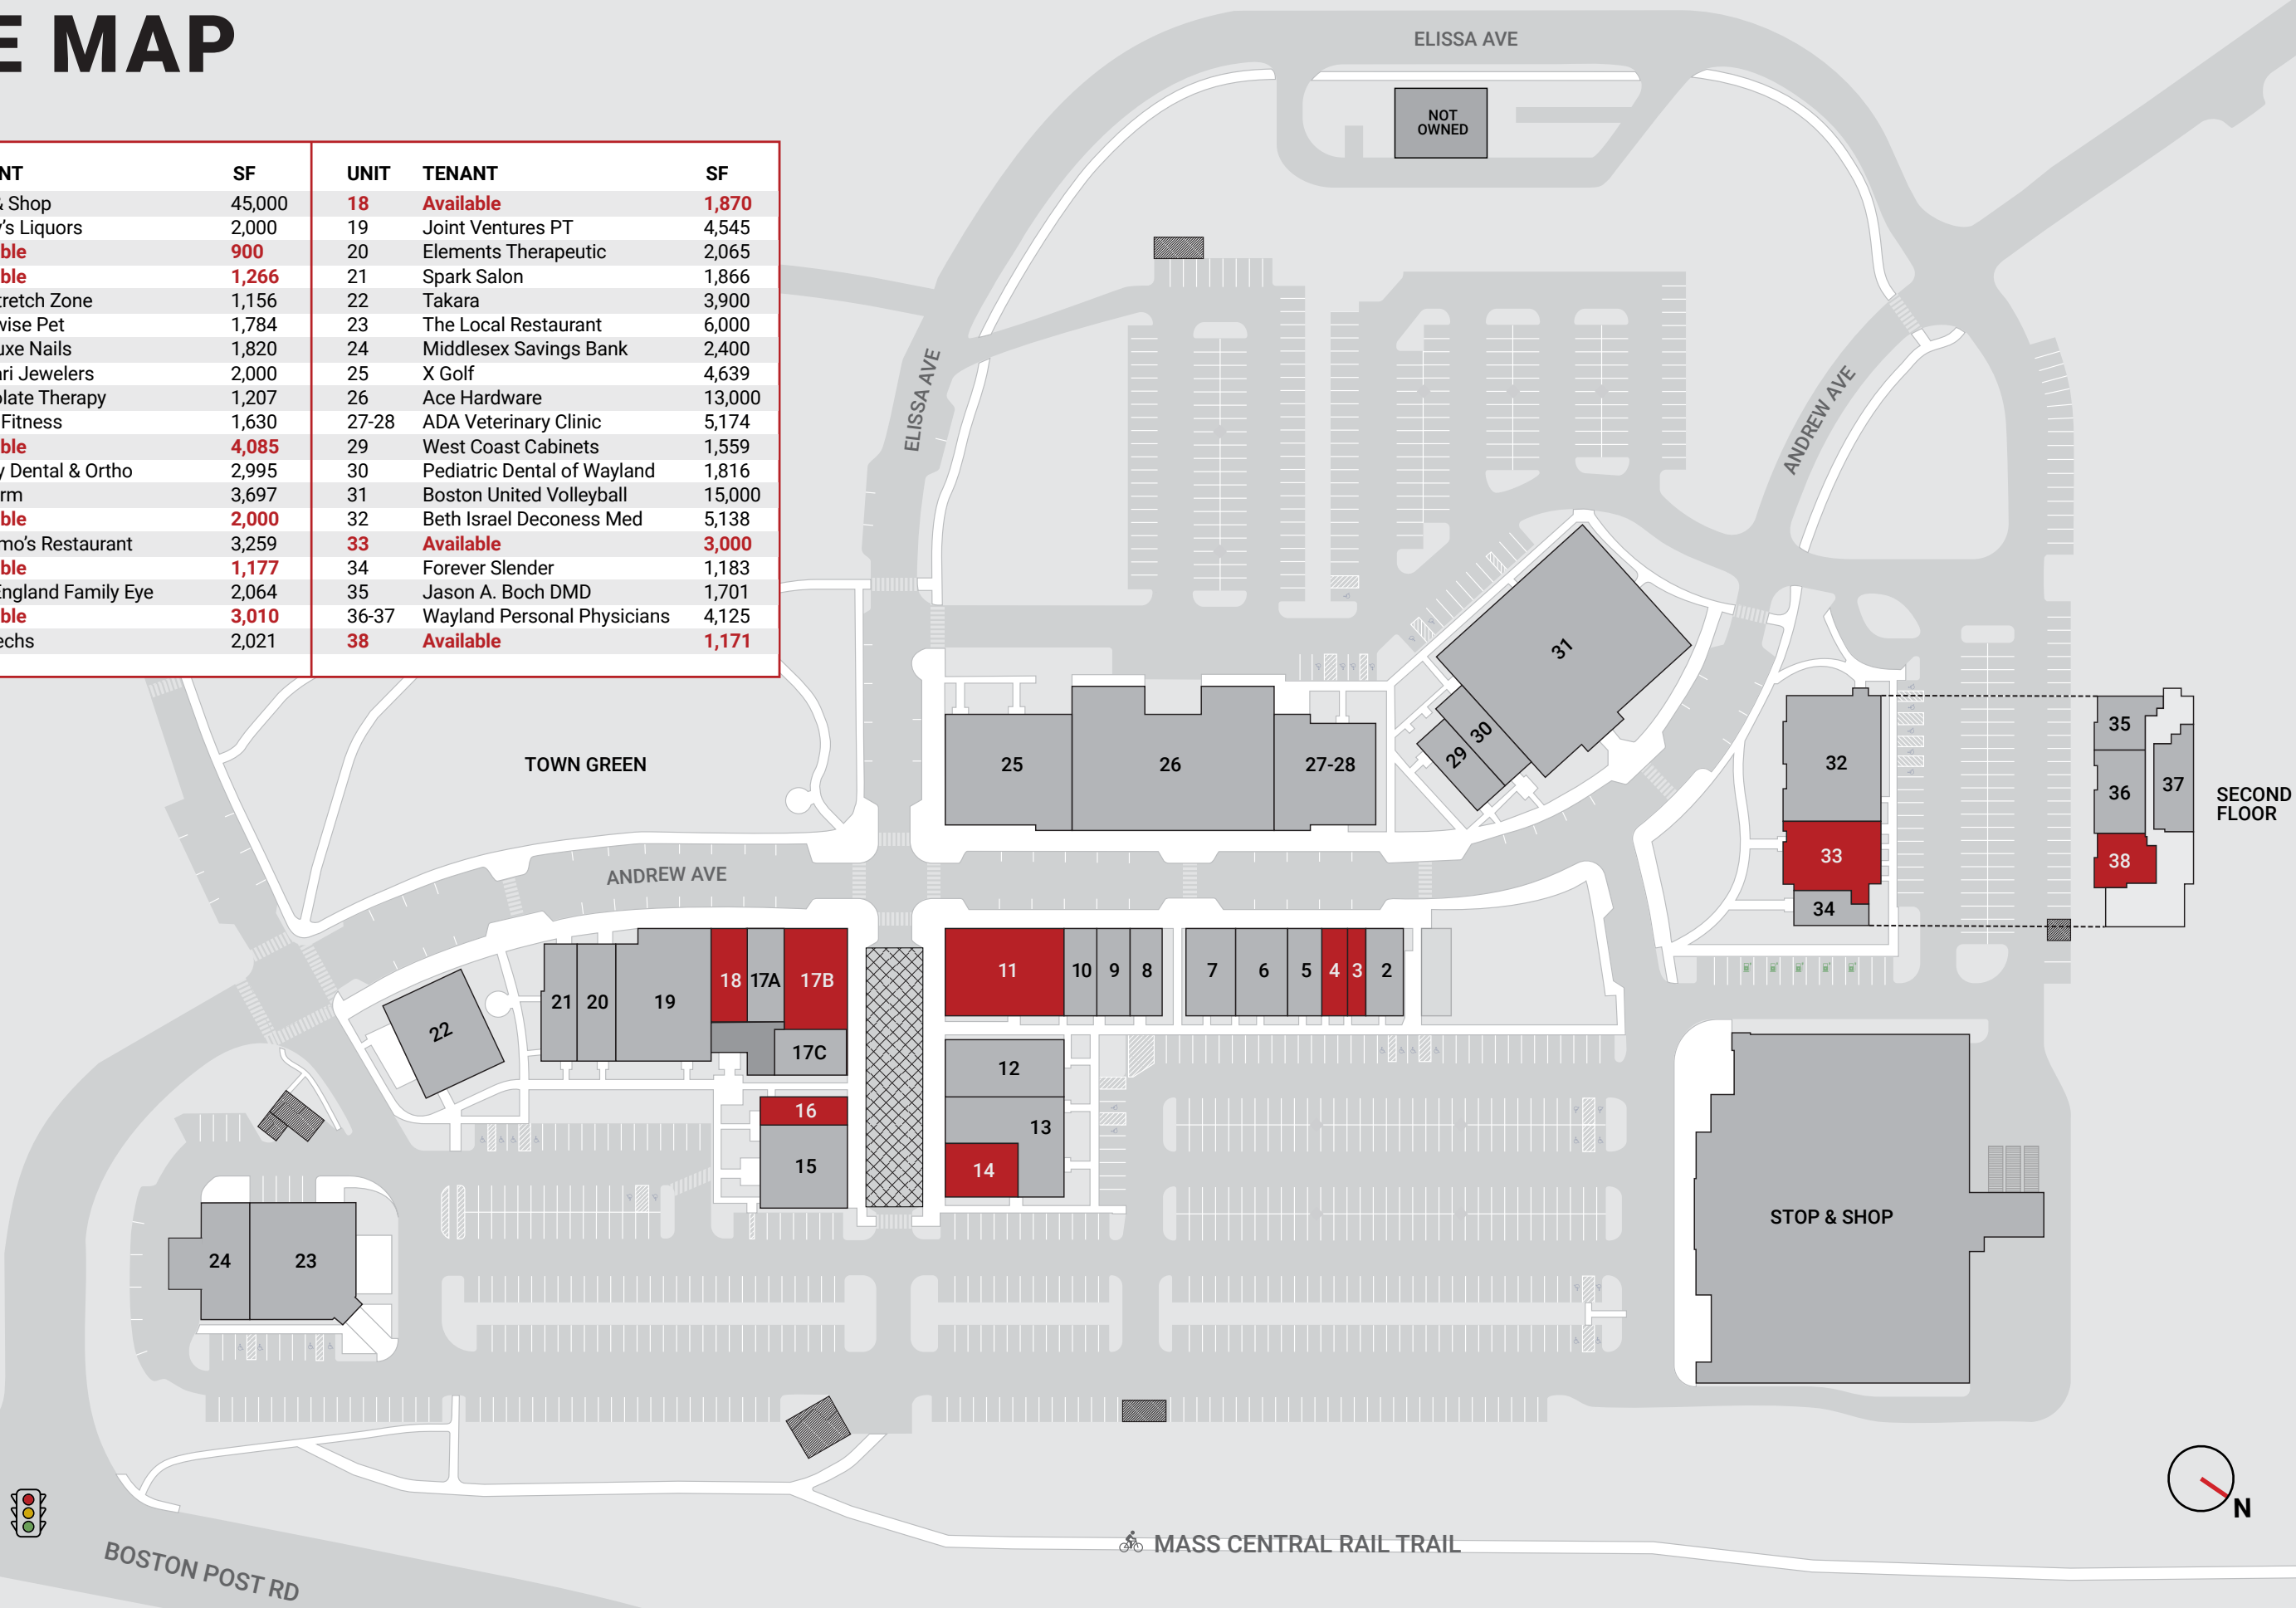 E MAP
NT SF
& Shop 45,000
's Liquors 2,000
ble 900
ble 1,266
tretch Zone 1,156
wise Pet 1,784
uxe Nails 1,820
ari Jewelers 2,000
olate Therapy 1,207
Fitness 1,630
ble 4,085
y Dental & Ortho 2,995
rm 3,697
ble 2,000
mo's Restaurant 3,259
ble 1,177
England Family Eye 2,064
ble 3,010
echs 2,021
UNIT TENANT SF
18 Available 1,870
19 Joint Ventures PT 4,545
20 Elements Therapeutic 2,065
21 Spark Salon 1,866
22 Takara 3,900
23 The Local Restaurant 6,000
24 Middlesex Savings Bank 2,400
25 X Golf 4,639
26 Ace Hardware 13,000
27-28 ADA Veterinary Clinic 5,174
29 West Coast Cabinets 1,559
30 Pediatric Dental of Wayland 1,816
31 Boston United Volleyball 15,000
32 Beth Israel Deconess Med 5,138
33 Available 3,000
34 Forever Slender 1,183
35 Jason A. Boch DMD 1,701
36-37 Wayland Personal Physicians 4,125
38 Available 1,171
ELISSA AVE
NOT
OWNED
ELISSA AVE
ANDREW AVE
31
30
29
TOWN GREEN
25
26
27-28
32
33
34
35
36
37
38
SECOND
FLOOR
ANDREW AVE
22
21
20
19
18
17A
17B
17C
16
15
11
10
9
8
7
6
5
4
3
2
12
13
14
24
23
STOP & SHOP
N
MASS CENTRAL RAIL TRAIL
BOSTON POST RD